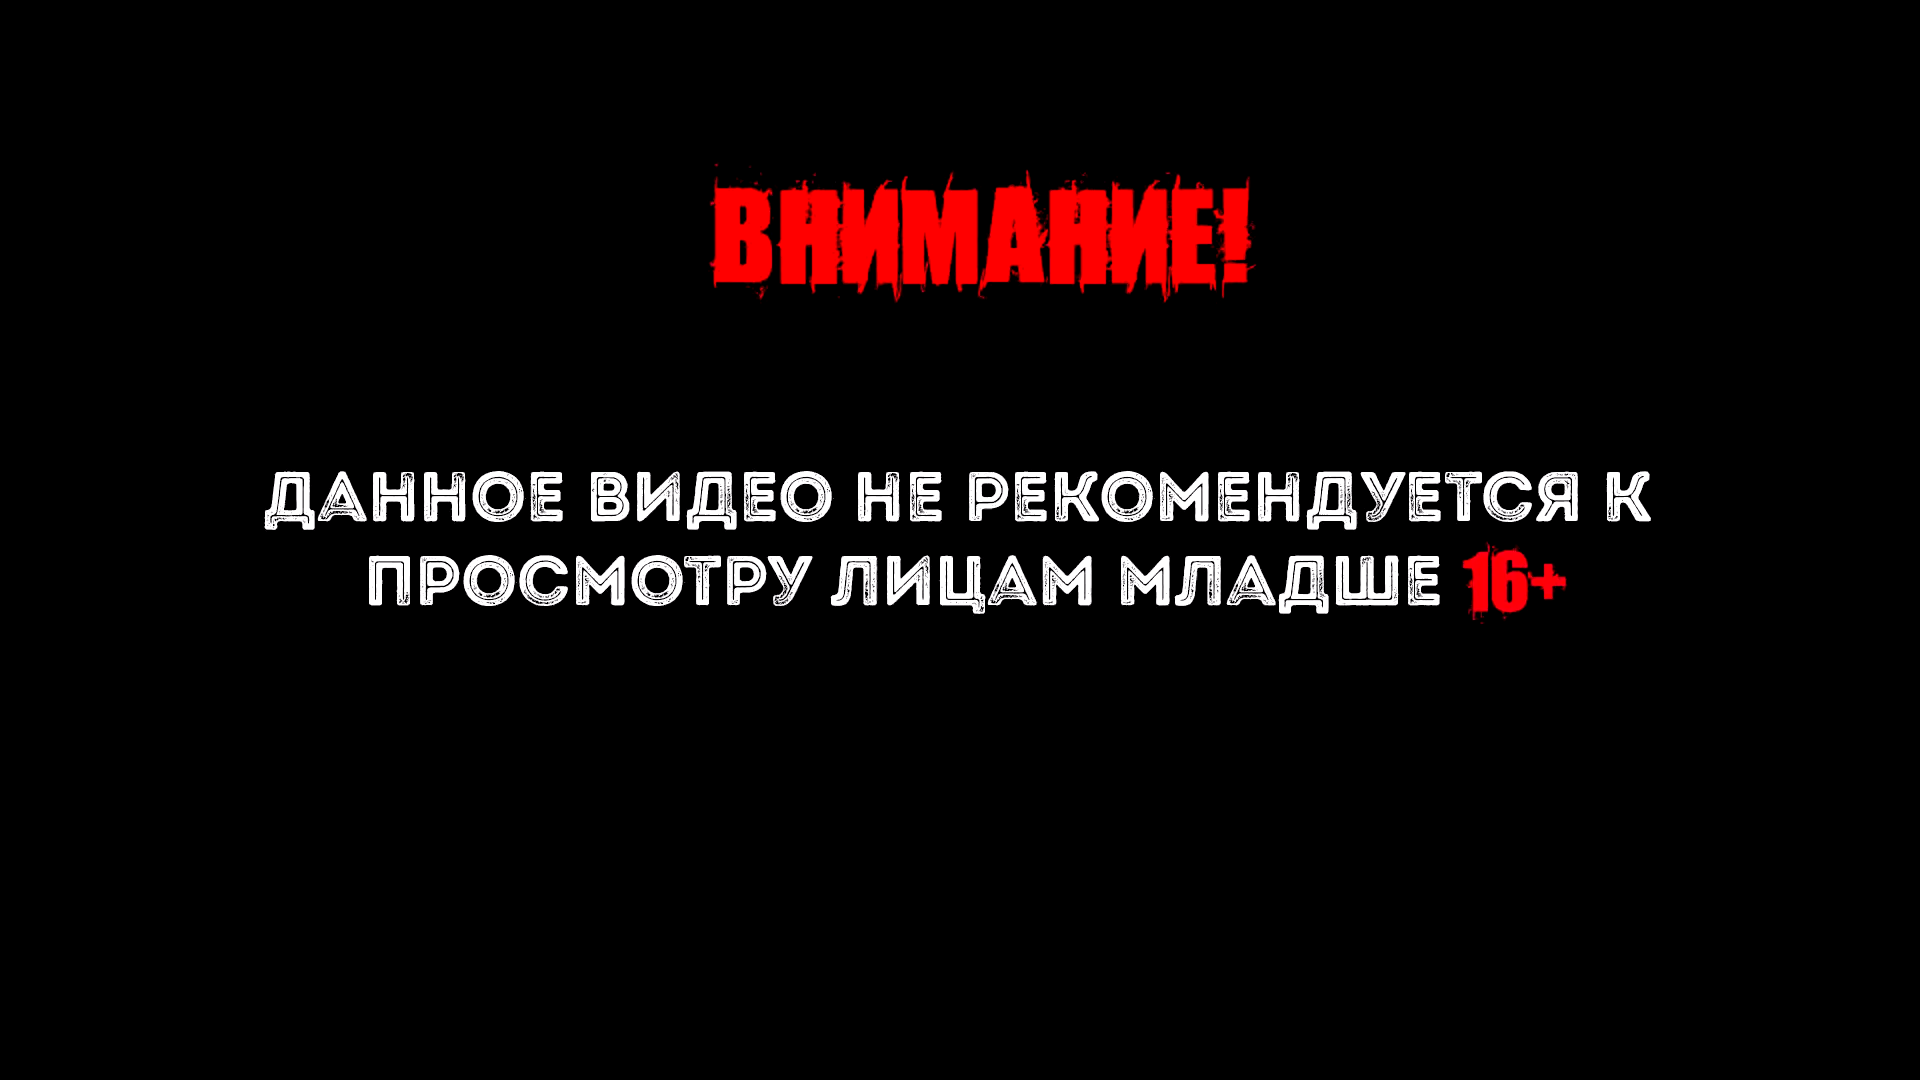 ВНИМАНИЕ!
ДАННОЕ ВИДЕО НЕ РЕКОМЕНДУЕТСЯ К
ПРОСМОТРУ ЛИЦАМ МЛАДШЕ 16+